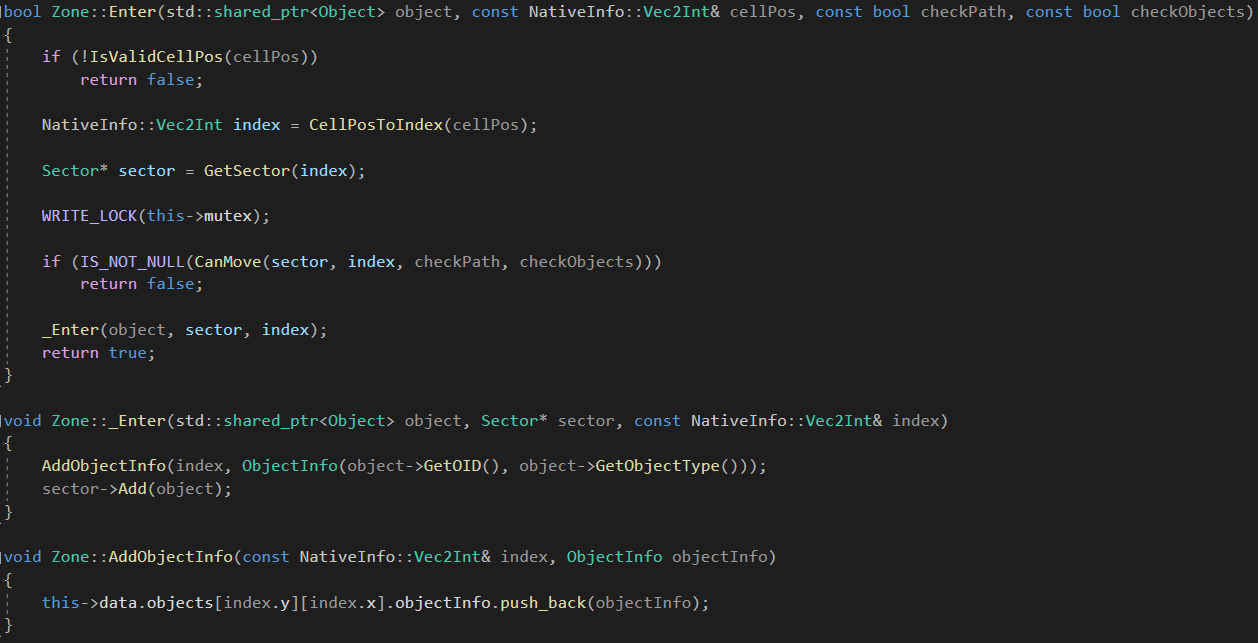 bool Zone::Enter(std::shared_ptr<Object> object, const NativeInfo::Vec2Int& cellPos, const bool checkPath, const bool checkObjects)
{
    if (!IsValidCellPos(cellPos))
        return false;

    NativeInfo::Vec2Int index = CellPosToIndex(cellPos);

    Sector* sector = GetSector(index);

    WRITE_LOCK(this->mutex);

    if (IS_NOT_NULL(CanMove(sector, index, checkPath, checkObjects)))
        return false;

    _Enter(object, sector, index);
    return true;
}

void Zone::_Enter(std::shared_ptr<Object> object, Sector* sector, const NativeInfo::Vec2Int& index)
{
    AddObjectInfo(index, ObjectInfo(object->GetOID(), object->GetObjectType()));
    sector->Add(object);
}

void Zone::AddObjectInfo(const NativeInfo::Vec2Int& index, ObjectInfo objectInfo)
{
    this->data.objects[index.y][index.x].objectInfo.push_back(objectInfo);
}